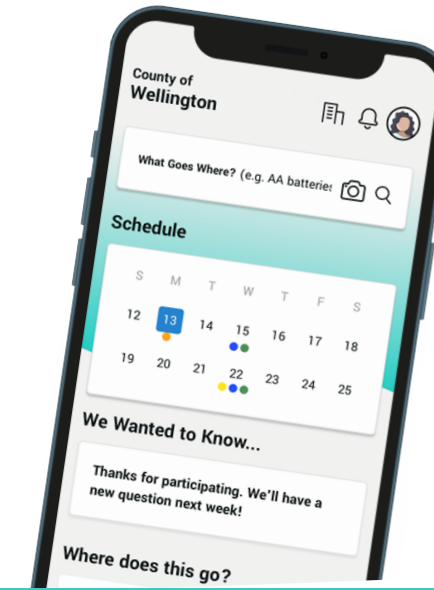 County of
Wellington
What Goes Where? (e.g. AA batteries
Schedule
S M T W T F S
12 13 14 15 16 17 18
19 20 21 22 23 24 25
We Wanted to Know...
Thanks for participating. We'll have a
new question next week!
Where does this go?